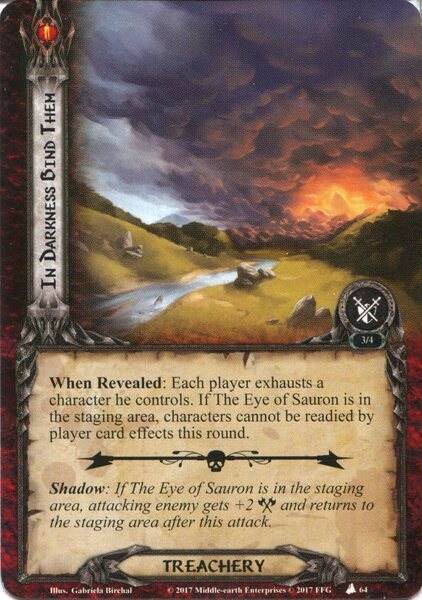 In Darkness Bind Them
3/4
When Revealed: Each player exhausts a
character he controls. If The Eye of Sauron is in
the staging area, characters cannot be readied by
player card effects this round.
Shadow: If The Eye of Sauron is in the staging
area, attacking enemy gets +2 and returns to
the staging area after this attack.
TREACHERY
Illus. Gabriela Birchal © 2017 Middle-earth Enterprises © 2017 FFG 64